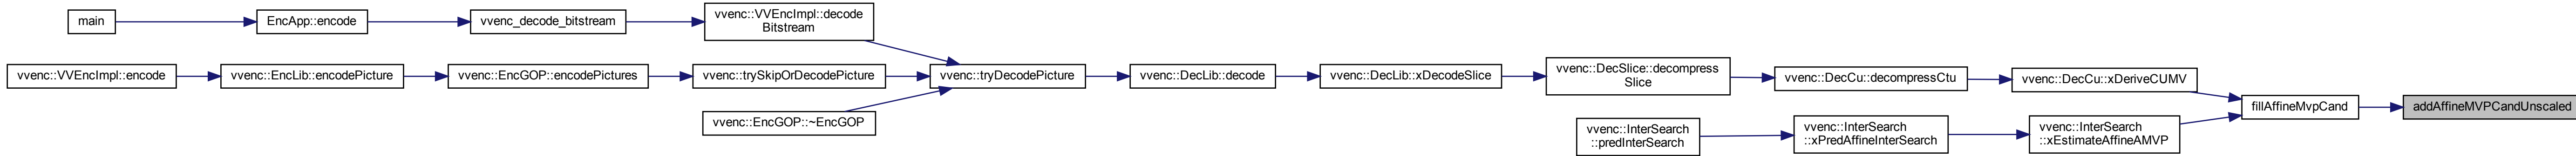 main
EncApp::encode
vvenc_decode_bitstream
vvenc::VVEncImpl::decode
Bitstream
vvenc::VVEncImpl::encode
vvenc::EncLib::encodePicture
vvenc::EncGOP::encodePictures
vvenc::trySkipOrDecodePicture
vvenc::tryDecodePicture
vvenc::DecLib::decode
vvenc::DecLib::xDecodeSlice
vvenc::DecSlice::decompress
Slice
vvenc::DecCu::decompressCtu
vvenc::DecCu::xDeriveCUMV
fillAffineMvpCand
addAffineMVPCandUnscaled
vvenc::EncGOP::~EncGOP
vvenc::InterSearch
::predInterSearch
vvenc::InterSearch
::xPredAffineInterSearch
vvenc::InterSearch
::xEstimateAffineAMVP